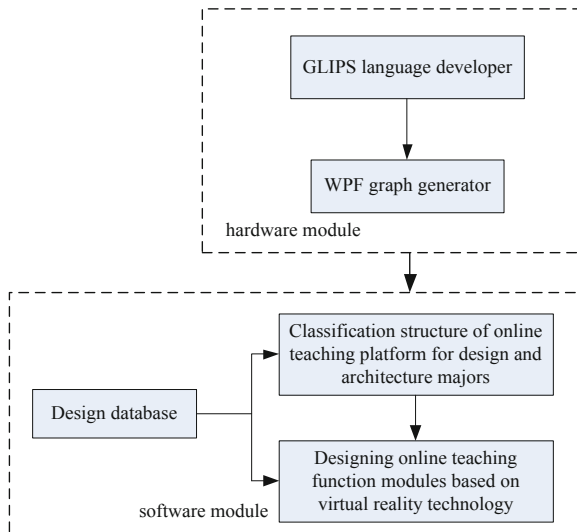 GLIPS language developer
WPF graph generator
hardware module
Classification structure of online
teaching platform for design and
architecture majors
Design database
Designing online teaching
function modules based on
virtual reality technology
software module